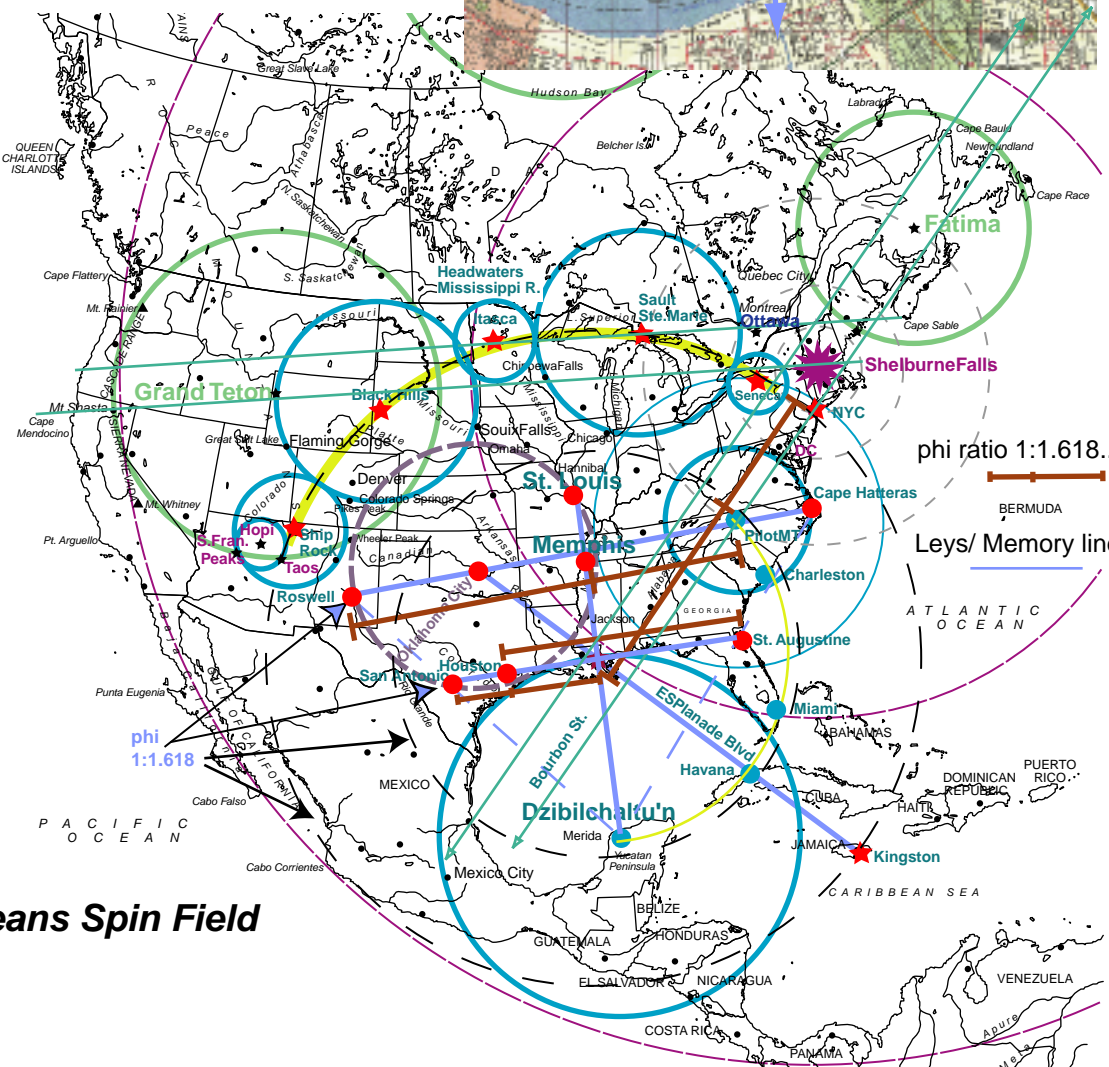 TAINS
Great Slave Lake
Hudson Bay
Labrad
R O C K Y
Peace
Athabasca
Cape Bauld
Newfoundland
QUEEN
CHARLOTTE
ISLANDS
Belcher Is.
C A N A D A
Cape Race
(N. Saskatchewan
Fatima
S. Saskatchewan
Quebec City
Cape Flattery
Headwaters
Mississippi R.
Mt. Rainier
Missouri
Itasca
Sault
Ste.Marie
L. Superior
Montreal
Ottawa
Cape Sable
CASCADE RANGE
ChippewaFalls
ShelburneFalls
Grand Teton
Black Hills
Seneca
Mt Shasta
Cape
Mendocino
Missouri
Mississippi
Michigan
NYC
Great Salt Lake
Flaming Gorge
Platte
SouixFalls
Chicago
Omaha
DC
phi ratio 1:1.618.
SIERRA NEVADA
Hannibal
Denver
St. Louis
Cape Hatteras
Colorado
Colorado Springs
Pikes Peak
Mt. Whitney
BERMUDA
Pt. Arguello
Hopi
S.Fran.
Peaks
Ship
Rock
Taos
Wheeler Peak
Canadian
Arkansas
Memphis
PilotMT
Leys/ Memory line
Charleston
Roswell
Oklahoma City
Alabe
GEORGIA
Jackson
A T L A N T I C
O C E A N
St. Augustine
Houston
San Antonio
Colorado
Rio Grande
Punta Eugenia
Baja California
GULF OF CALIFORNIA
ESPlanade Blvd
Bourbon St.
Miami
BAHAMAS
phi
1:1.618
Havana
CUBA
PUERTO
RICO
DOMINICAN
REPUBLIC
HAITI
MEXICO
Cabo Falso
P A C I F I C
O C E A N
Dzibilchaltu'n
Merida
Yucatan
Peninsula
JAMAICA
Kingston
Cabo Corrientes
Mexico City
CARIBBEAN SEA
BELIZE
eans Spin Field
GUATEMALA
HONDURAS
EL SALVADOR
NICARAGUA
VENEZUELA
COSTA RICA
Apure
Meta
PANAMA